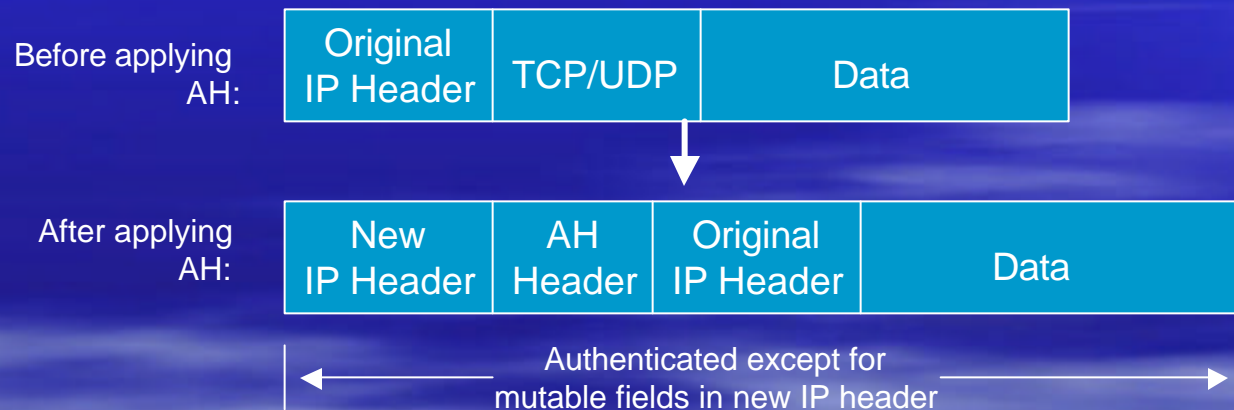 Before applying
AH:
Original
IP Header
TCP/UDP
Data
After applying
AH:
New
IP Header
AH
Header
Original
IP Header
Data
Authenticated except for
mutable fields in new IP header